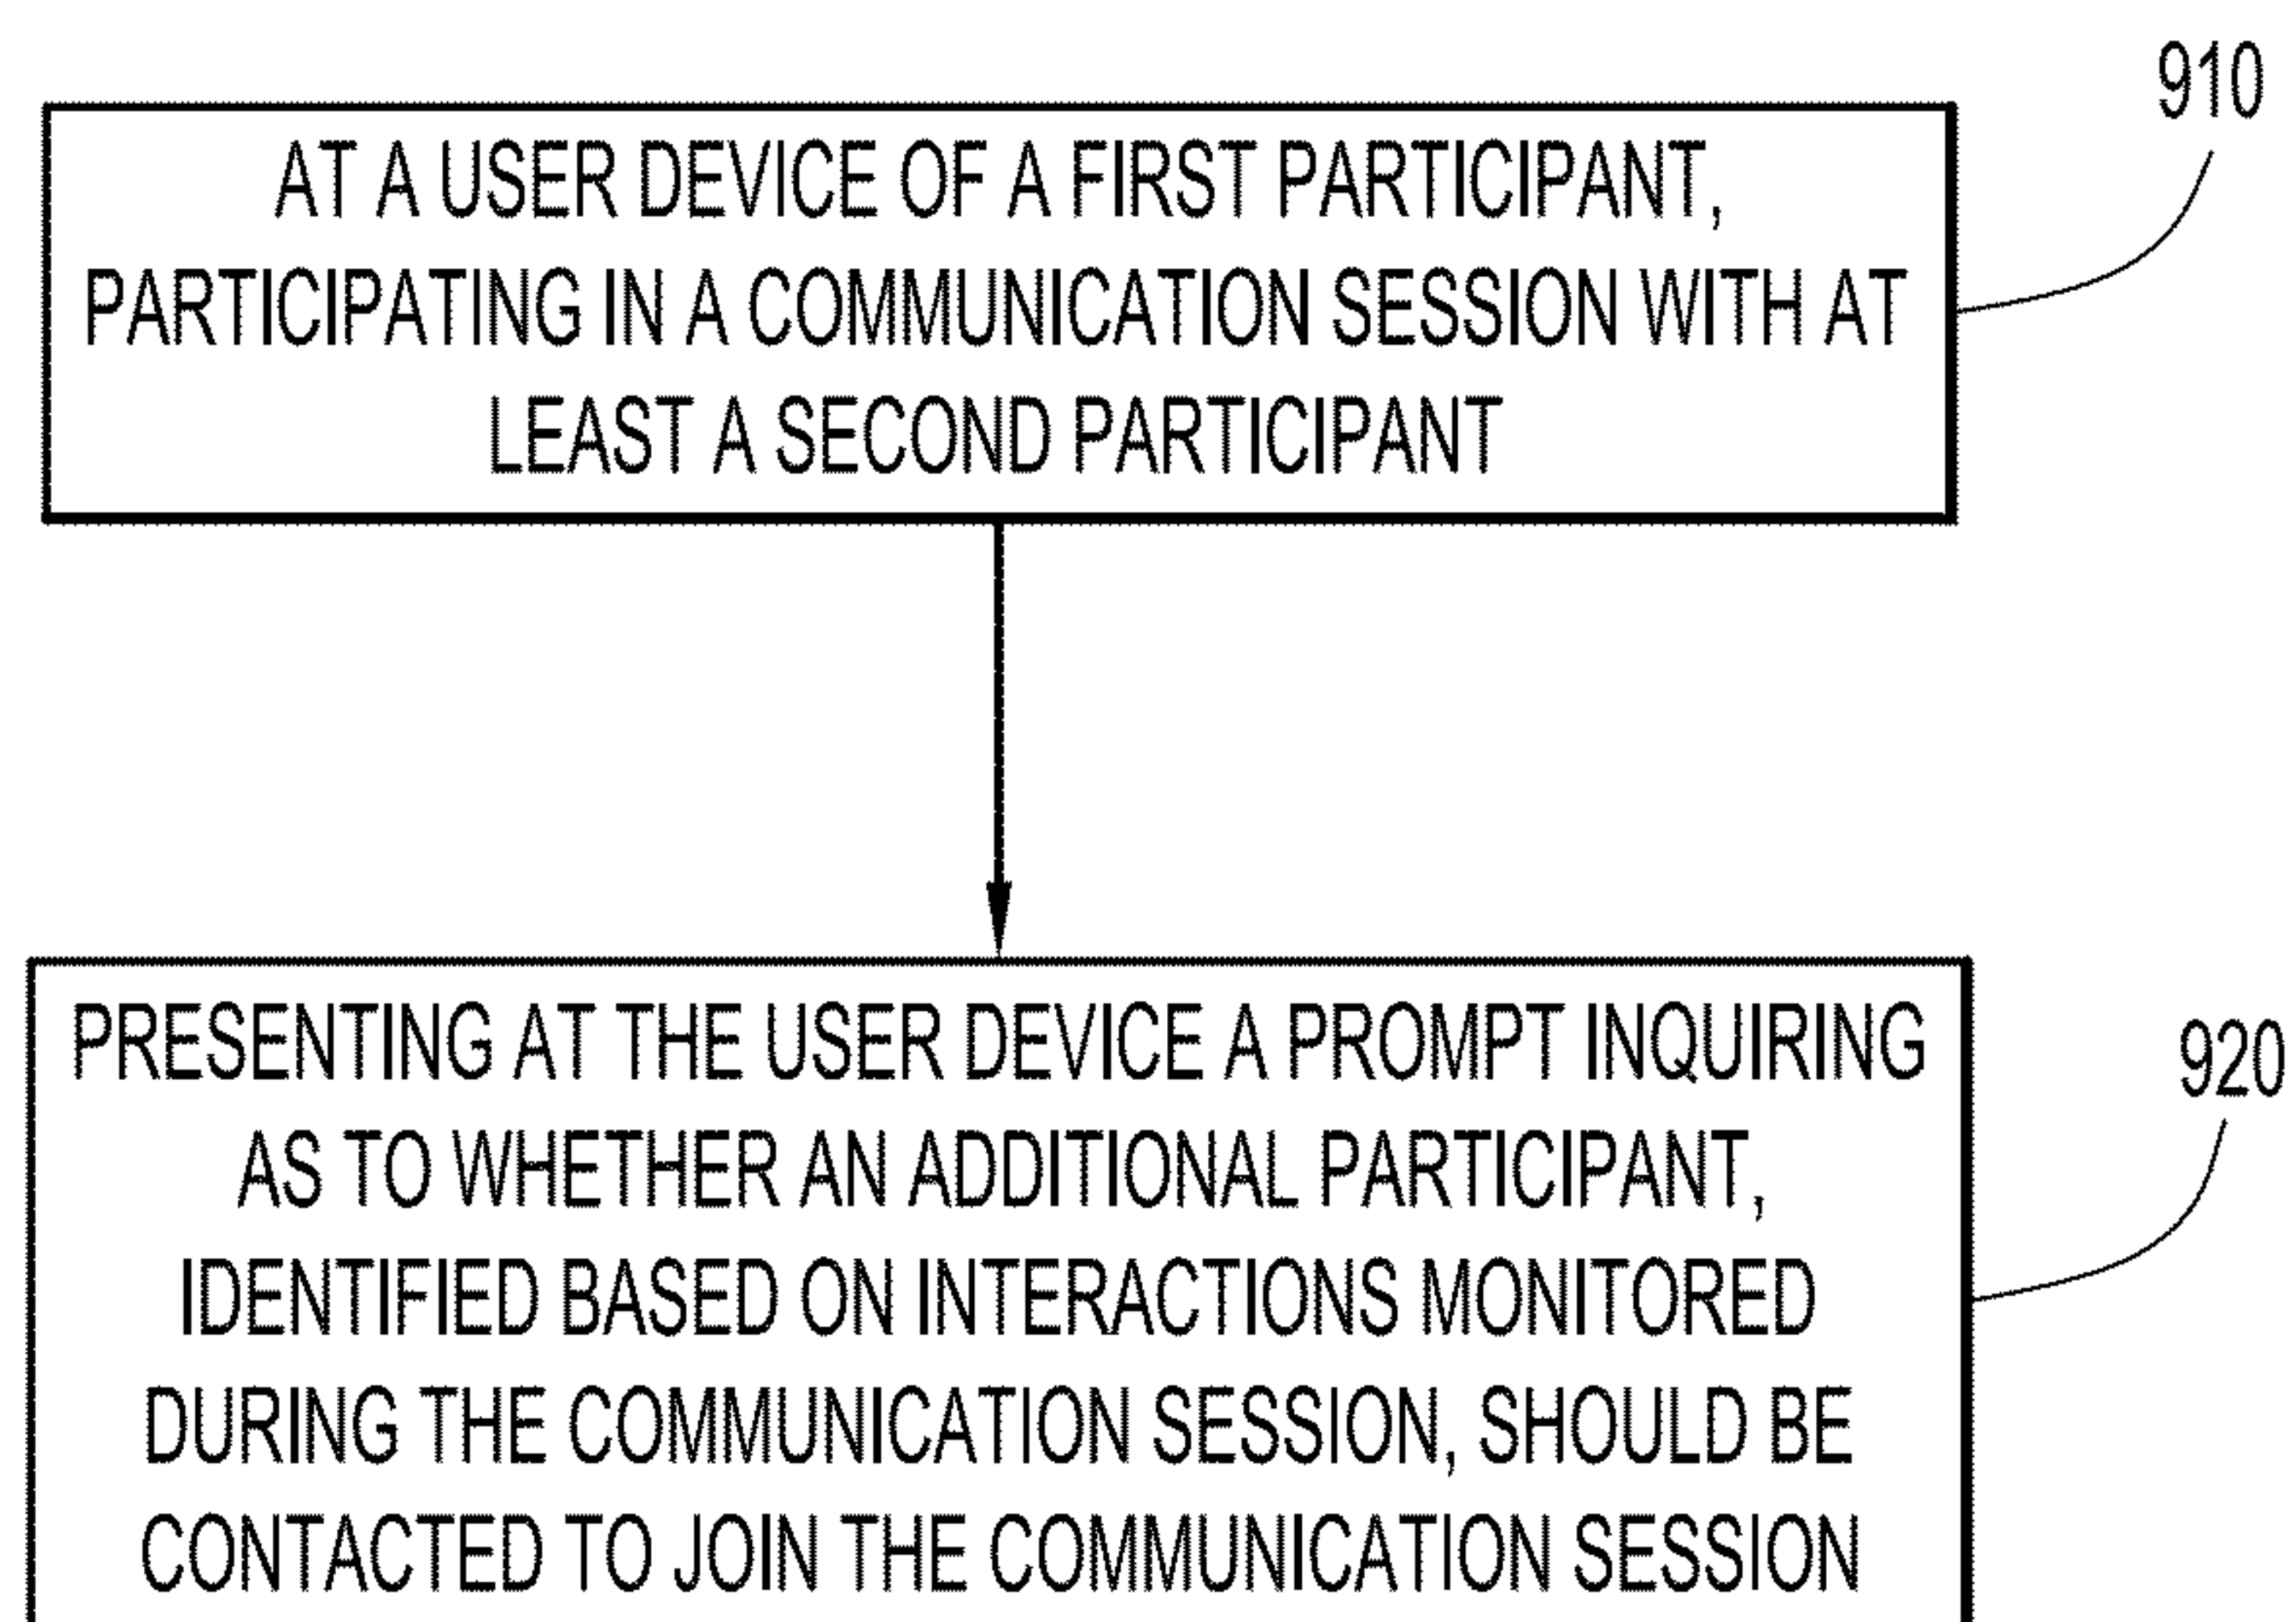 910
AT A USER DEVICE OF A FIRST PARTICIPANT,
PARTICIPATING IN A COMMUNICATION SESSION WITH AT
LEAST A SECOND PARTICIPANT
920
PRESENTING AT THE USER DEVICE A PROMPT INQUIRING
AS TO WHETHER AN ADDITIONAL PARTICIPANT,
IDENTIFIED BASED ON INTERACTIONS MONITORED
DURING THE COMMUNICATION SESSION, SHOULD BE
CONTACTED TO JOIN THE COMMUNICATION SESSION